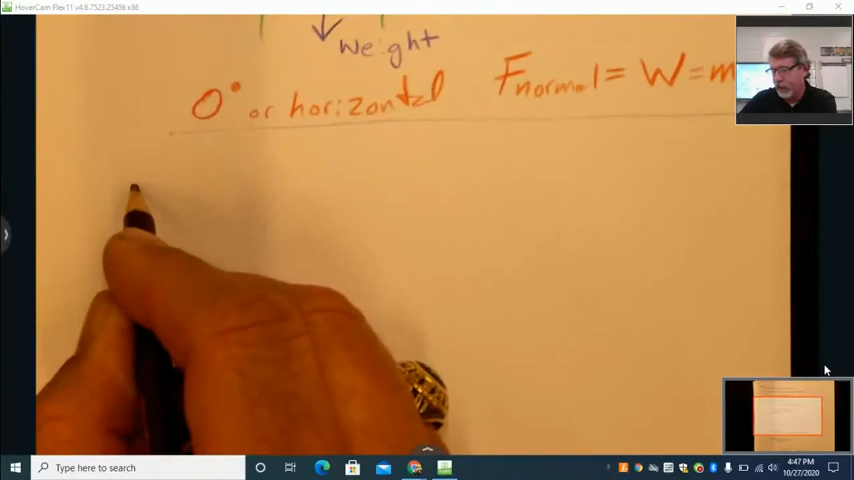 HoverCam Flex11 v4.6.7523.25456 x86
Weight
0° or horizontal
Fnormal = W = m
Type here to search
4:47 PM
10/27/2020